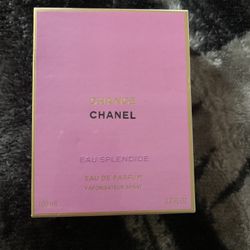 CHANCE
CHANEL
EAU SPLENDIDE
EAU DE PARFUM
VAPORISATEUR SPRAY